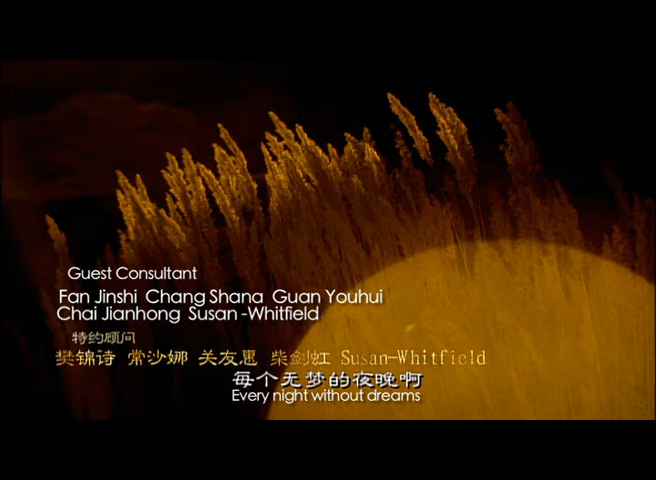 Guest Consultant
Fan Jinshi Chang Shana Guan Youhui
Chai Jianhong Susan-Whitfield
特约顾问
樊锦诗 常沙娜 关友惠 柴剑虹 Susan-Whitfield
每个无梦的夜晚啊
Every night without dreams